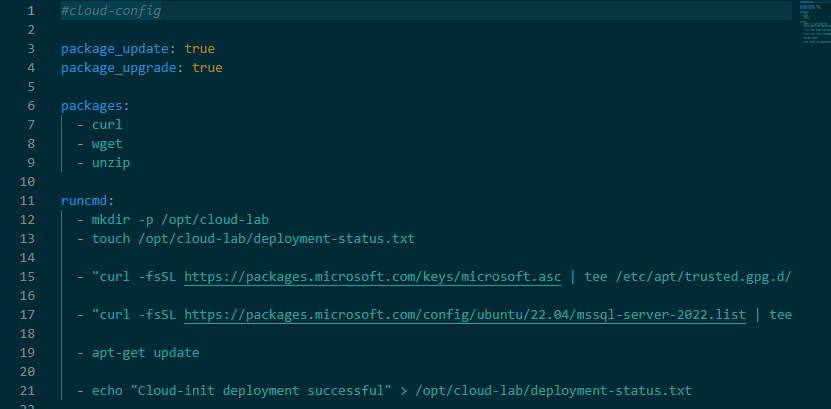 1 #cloud-config
2
3 package_update: true
4 package_upgrade: true
5
6 packages:
7 - curl
8 - wget
9 - unzip
10
11 runcmd:
12 - mkdir -p /opt/cloud-lab
13 - touch /opt/cloud-lab/deployment-status.txt
14
15 - "curl -fsSL https://packages.microsoft.com/keys/microsoft.asc | tee /etc/apt/trusted.gpg.d/
16
17 - "curl -fsSL https://packages.microsoft.com/config/ubuntu/22.04/mssql-server-2022.list | tee
18
19 - apt-get update
20
21 - echo "Cloud-init deployment successful" > /opt/cloud-lab/deployment-status.txt